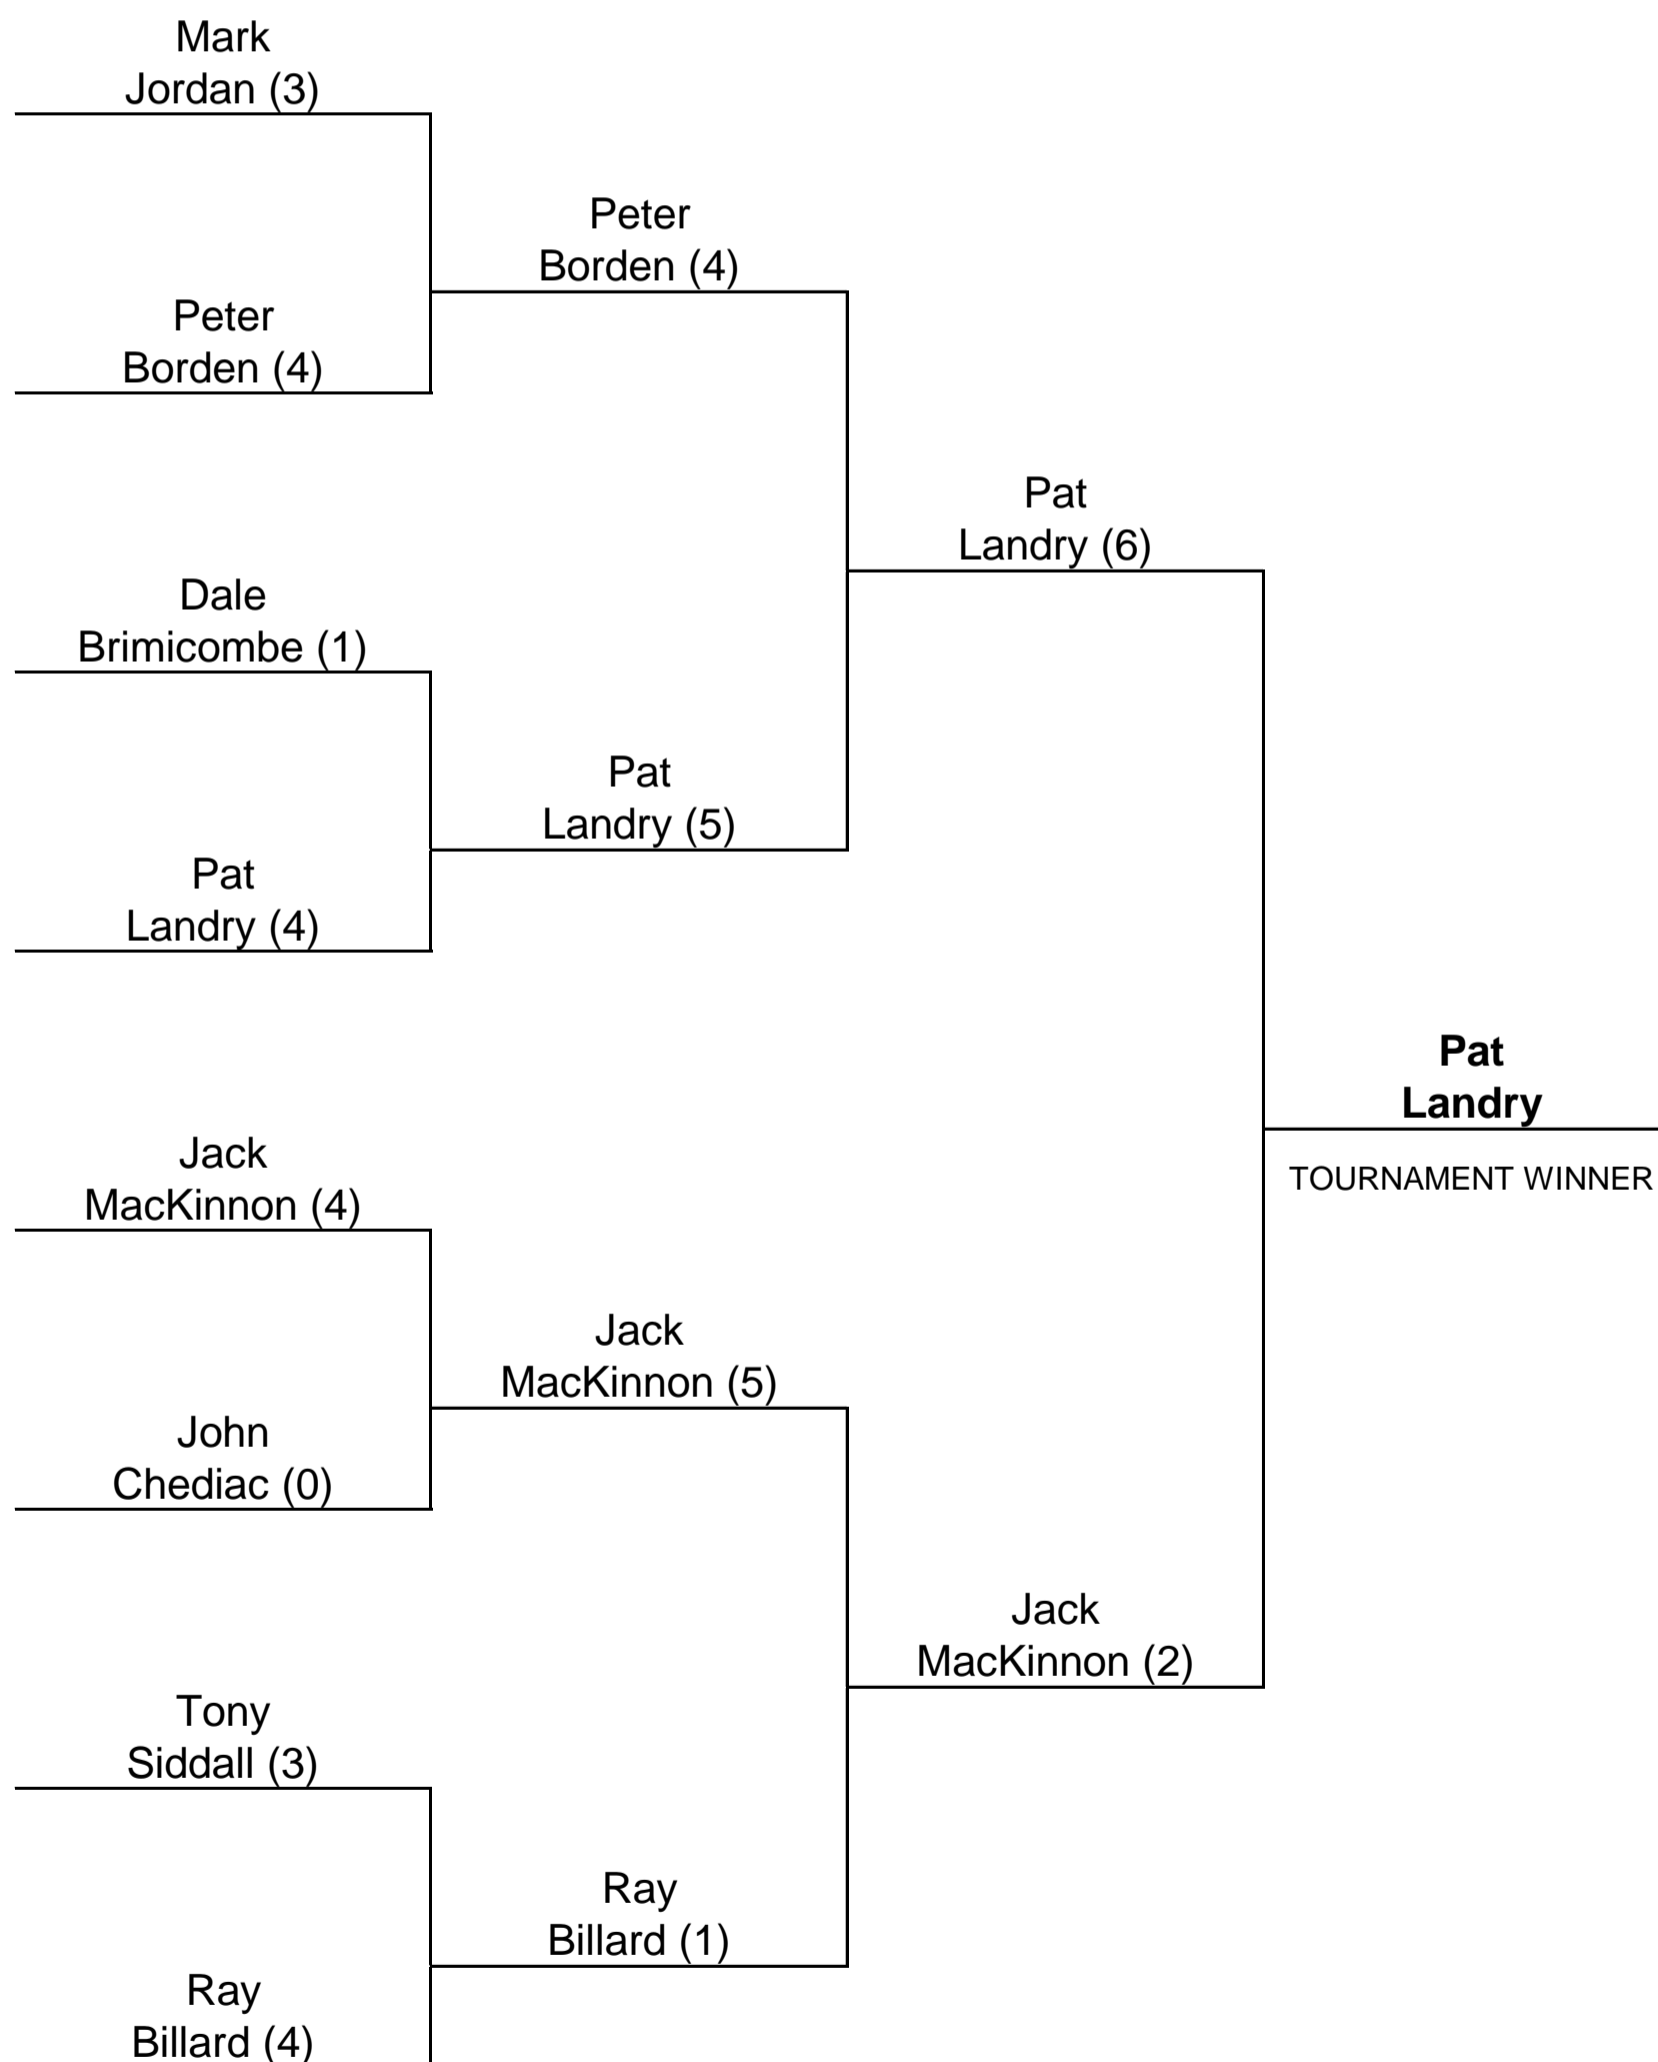 Mark
Jordan (3)
Peter
Borden (4)
Peter
Borden (4)
Pat
Landry (6)
Dale
Brimicombe (1)
Pat
Landry (5)
Pat
Landry (4)
Pat
Landry
TOURNAMENT WINNER
Jack
MacKinnon (4)
Jack
MacKinnon (5)
John
Chediac (0)
Jack
MacKinnon (2)
Tony
Siddall (3)
Ray
Billard (1)
Ray
Billard (4)